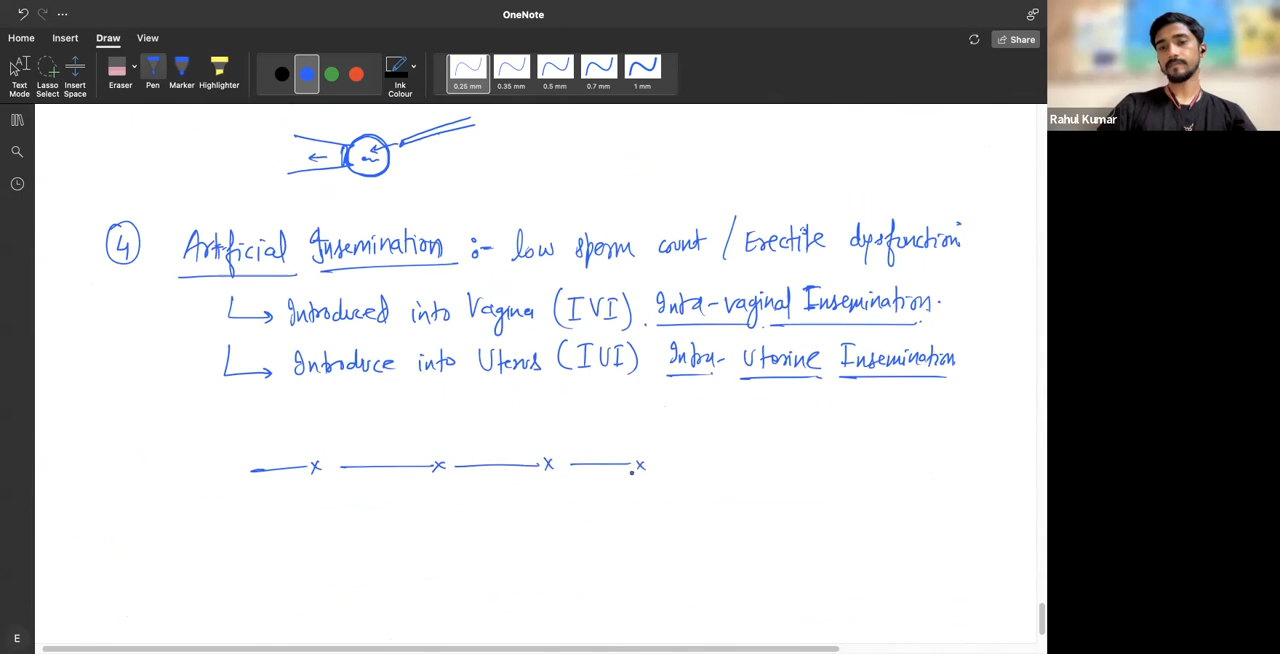 OneNote
Home Insert Draw View
Share
Text Mode
Lasso Select
Insert Space
Eraser
Pen
Marker
Highlighter
Ink Colour
0.25 mm
0.35 mm
0.5 mm
0.7 mm
1 mm
Rahul Kumar
④ Artificial Insemination :- low sperm count / Erectile dysfunction
↳ Introduced into Vagina (IVI). Intra-vaginal Insemination.
↳ Introduce into Uterus (IUI) Intra-Uterine Insemination
x x x x
E